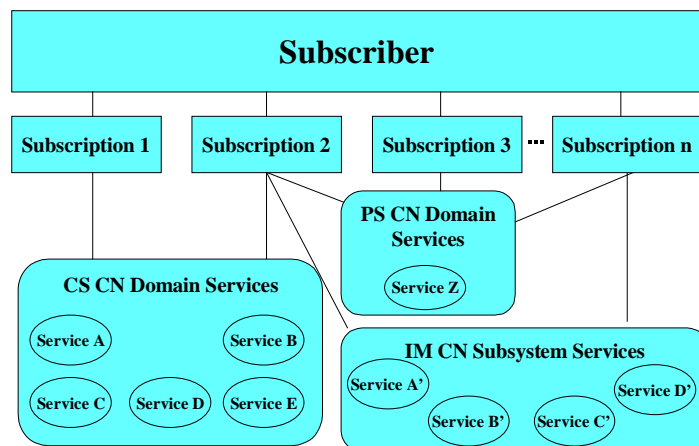 Subscriber
Subscription 1
Subscription 2
Subscription 3
...
Subscription n
PS CN Domain
Services
Service Z
CS CN Domain Services
Service A
Service B
Service C
Service D
Service E
IM CN Subsystem Services
Service A’
Service D’
Service B’
Service C’